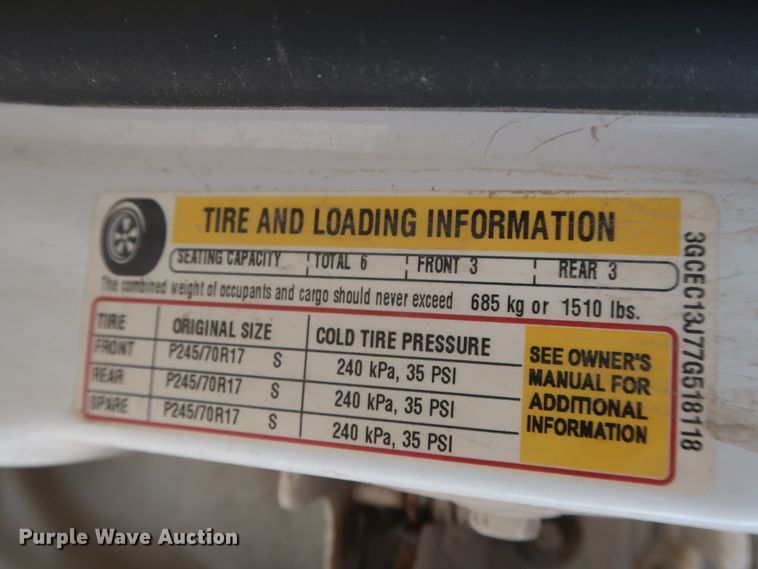 TIRE AND LOADING INFORMATION
SEATING CAPACITY TOTAL 6 FRONT 3 REAR 3
The combined weight of occupants and cargo should never exceed 685 kg or 1510 lbs.
TIRE ORIGINAL SIZE COLD TIRE PRESSURE
FRONT P245/70R17 S 240 kPa, 35 PSI
REAR P245/70R17 S 240 kPa, 35 PSI
SPARE P245/70R17 S 240 kPa, 35 PSI
SEE OWNER'S
MANUAL FOR
ADDITIONAL
INFORMATION
3GCEC13J77G518118
Purple Wave Auction